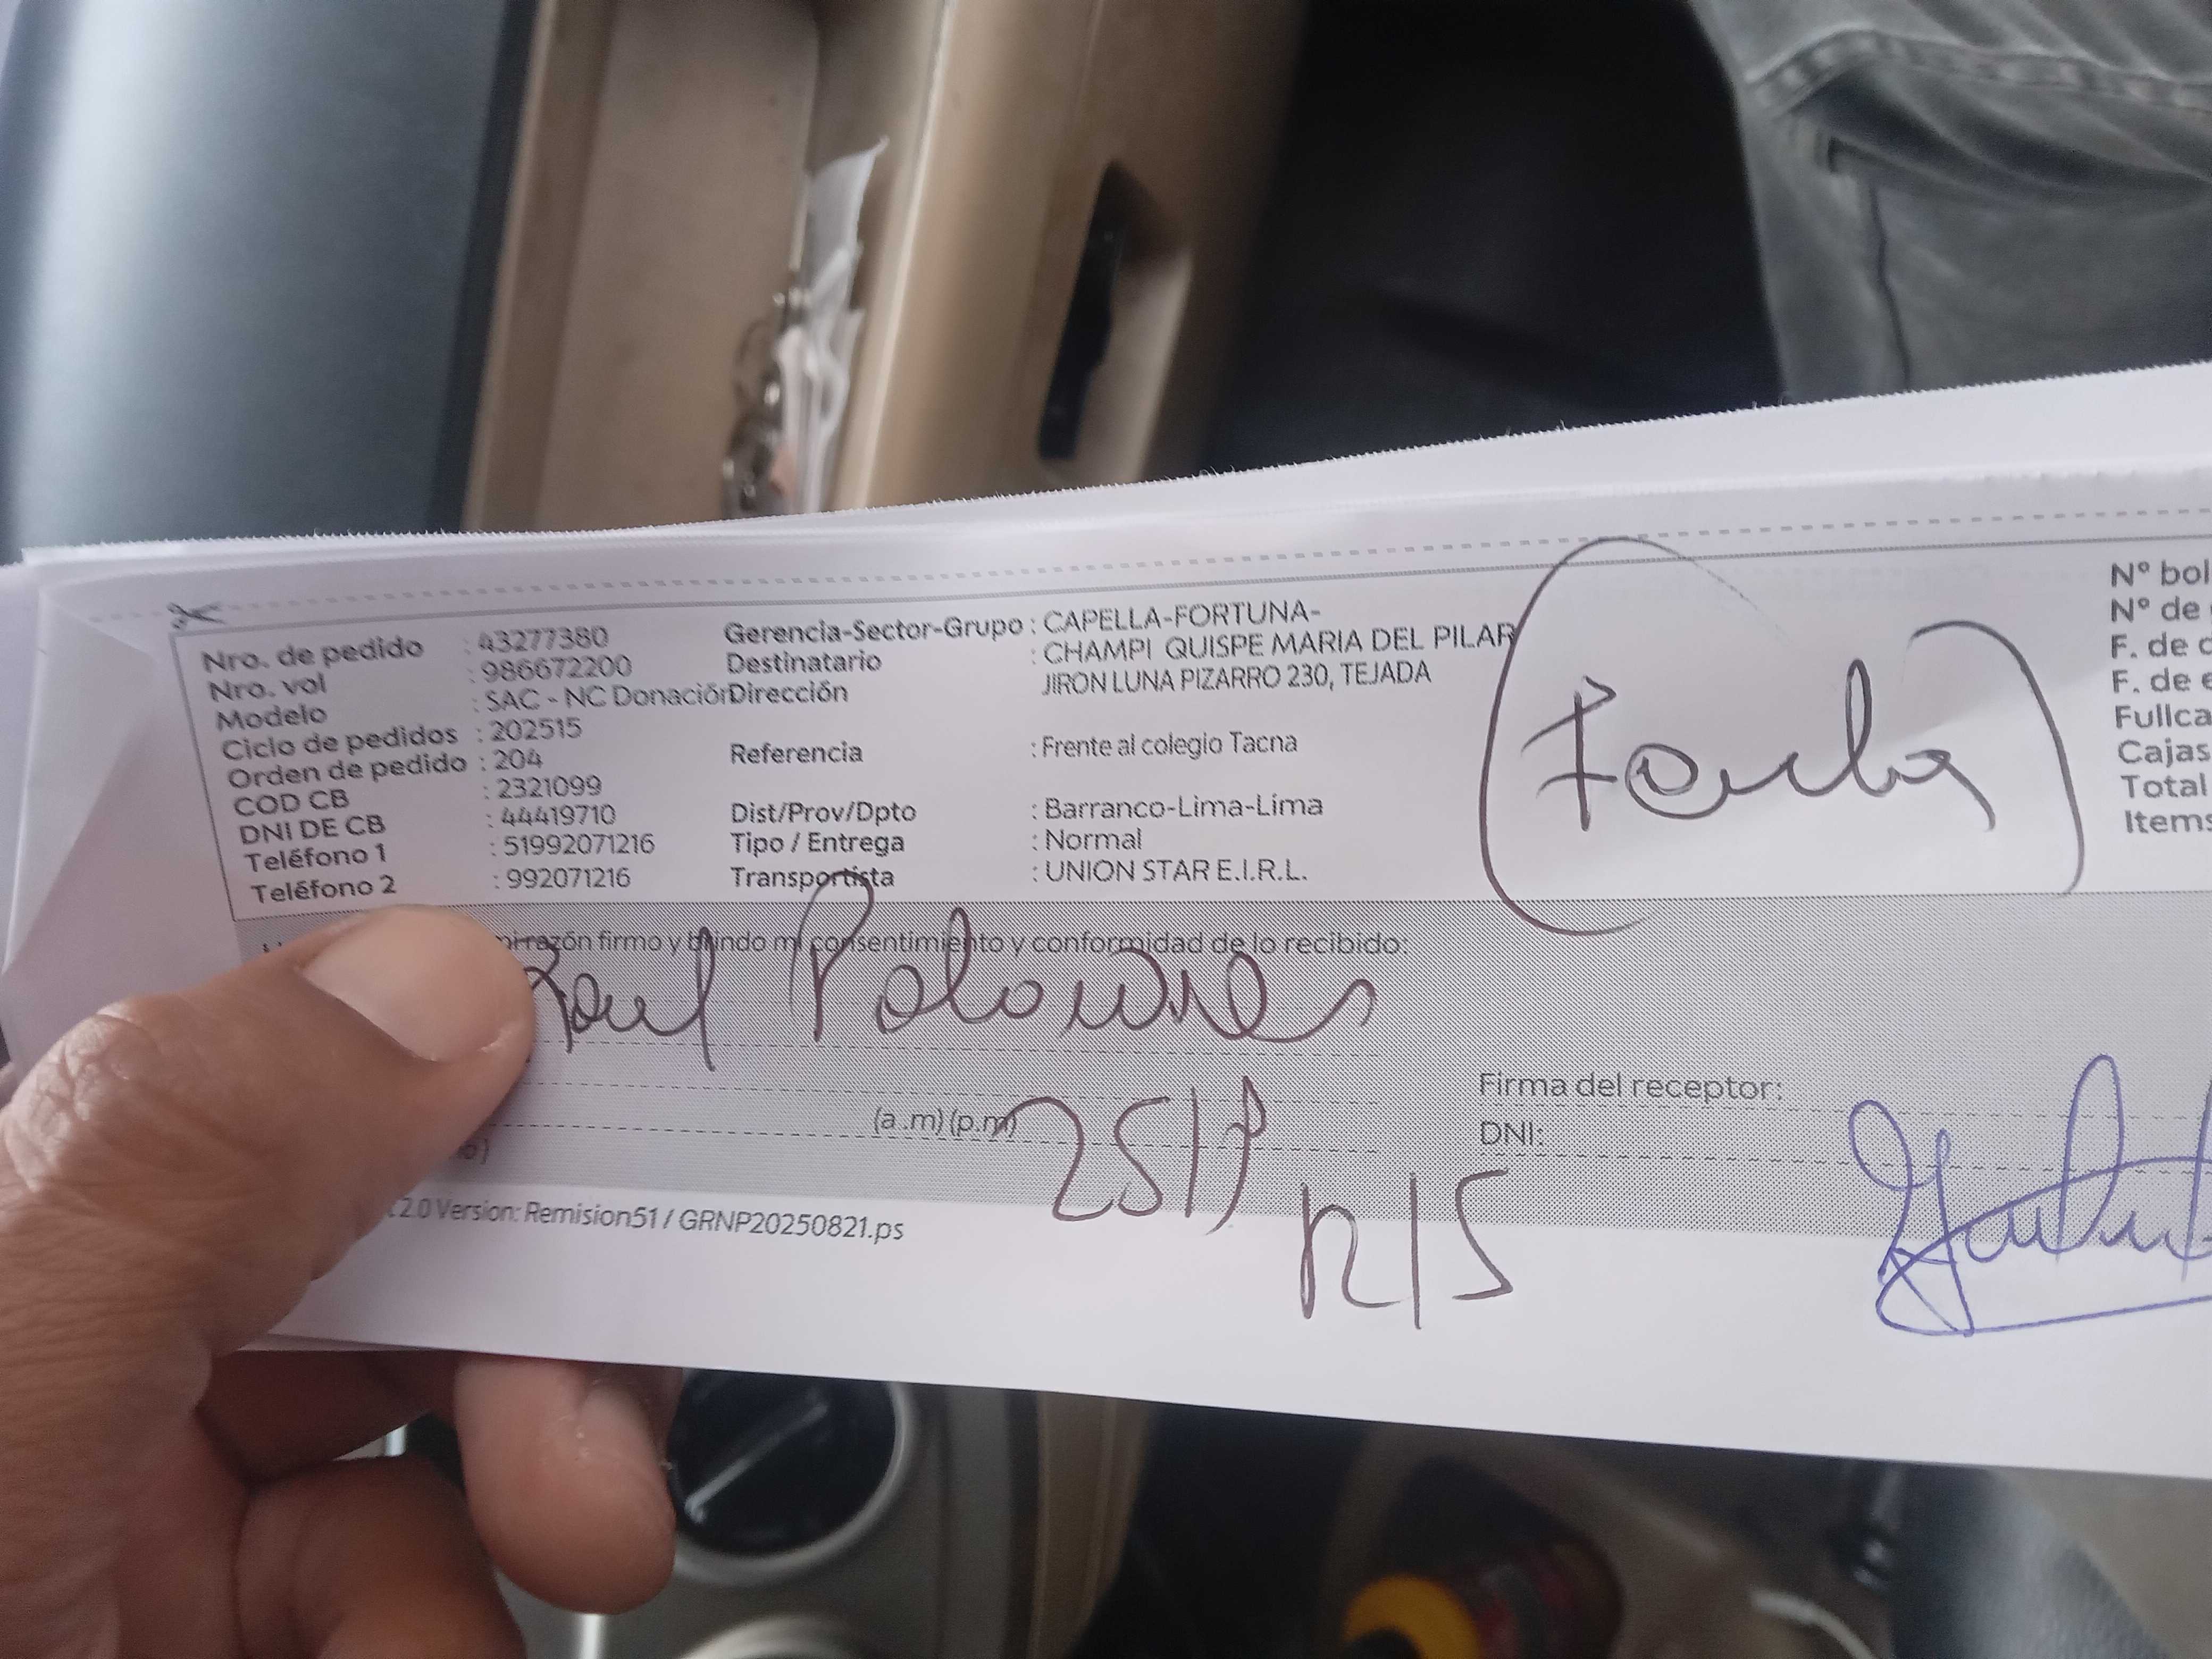 Nro. de pedido : 43277380
Nro. vol : 986672200
Modelo : SAC - NC Donación
Ciclo de pedidos : 202515
Orden de pedido : 204
COD CB : 2321099
DNI DE CB : 44419710
Teléfono 1 : 51992071216
Teléfono 2 : 992071216
Gerencia-Sector-Grupo : CAPELLA-FORTUNA-
Destinatario : CHAMPI QUISPE MARIA DEL PILAR
Dirección JIRON LUNA PIZARRO 230, TEJADA
Referencia : Frente al colegio Tacna
Dist/Prov/Dpto : Barranco-Lima-Lima
Tipo / Entrega : Normal
Transportista : UNION STAR E.I.R.L.
N° bol
N° de
F. de
F. de
Fullca
Cajas
Total
Items
razón firmo y brindo mi consentimiento y conformidad de lo recibido:
Raul Palomres
(a.m) (p.m)
Firma del receptor:
DNI:
2.0 Version: Remision51 / GRNP20250821.ps